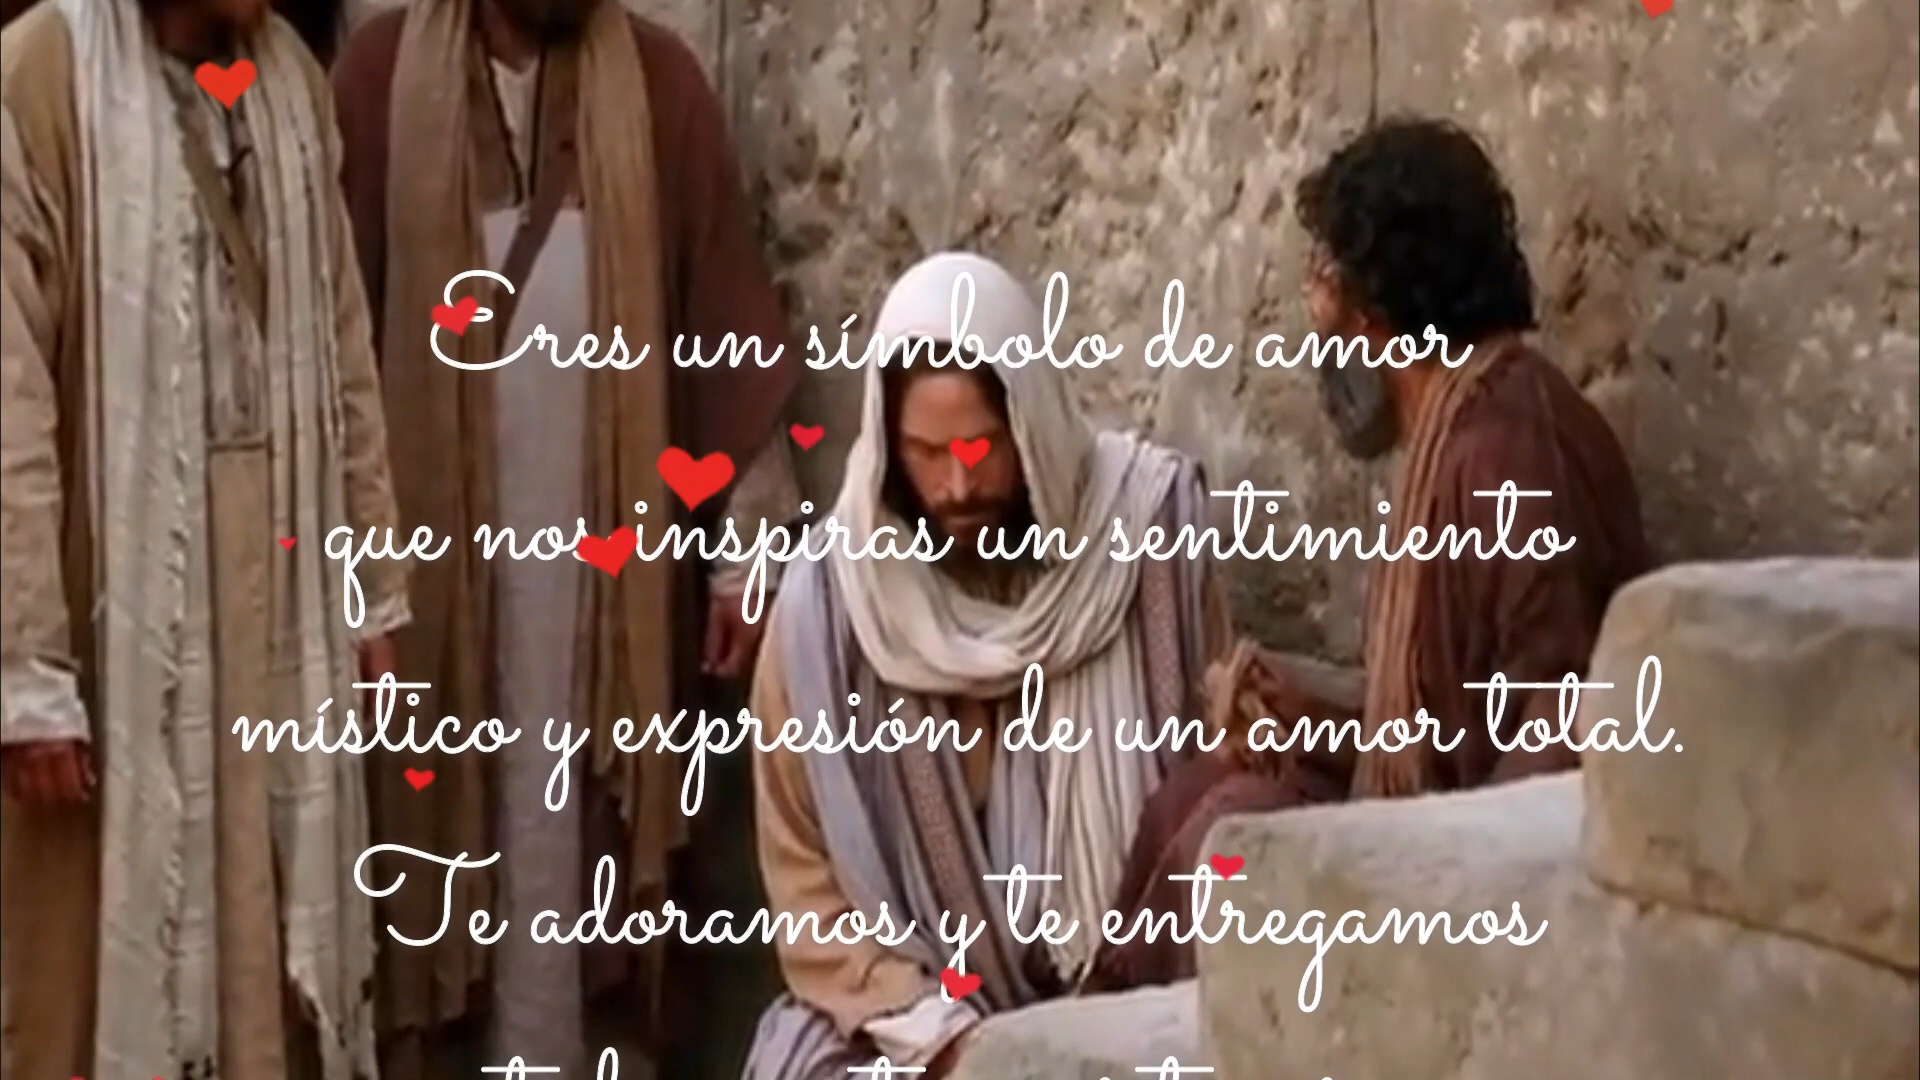 Eres un símbolo de amor
que nos inspiras un sentimiento
místico y expresión de un amor total.
Te adoramos y te entregamos